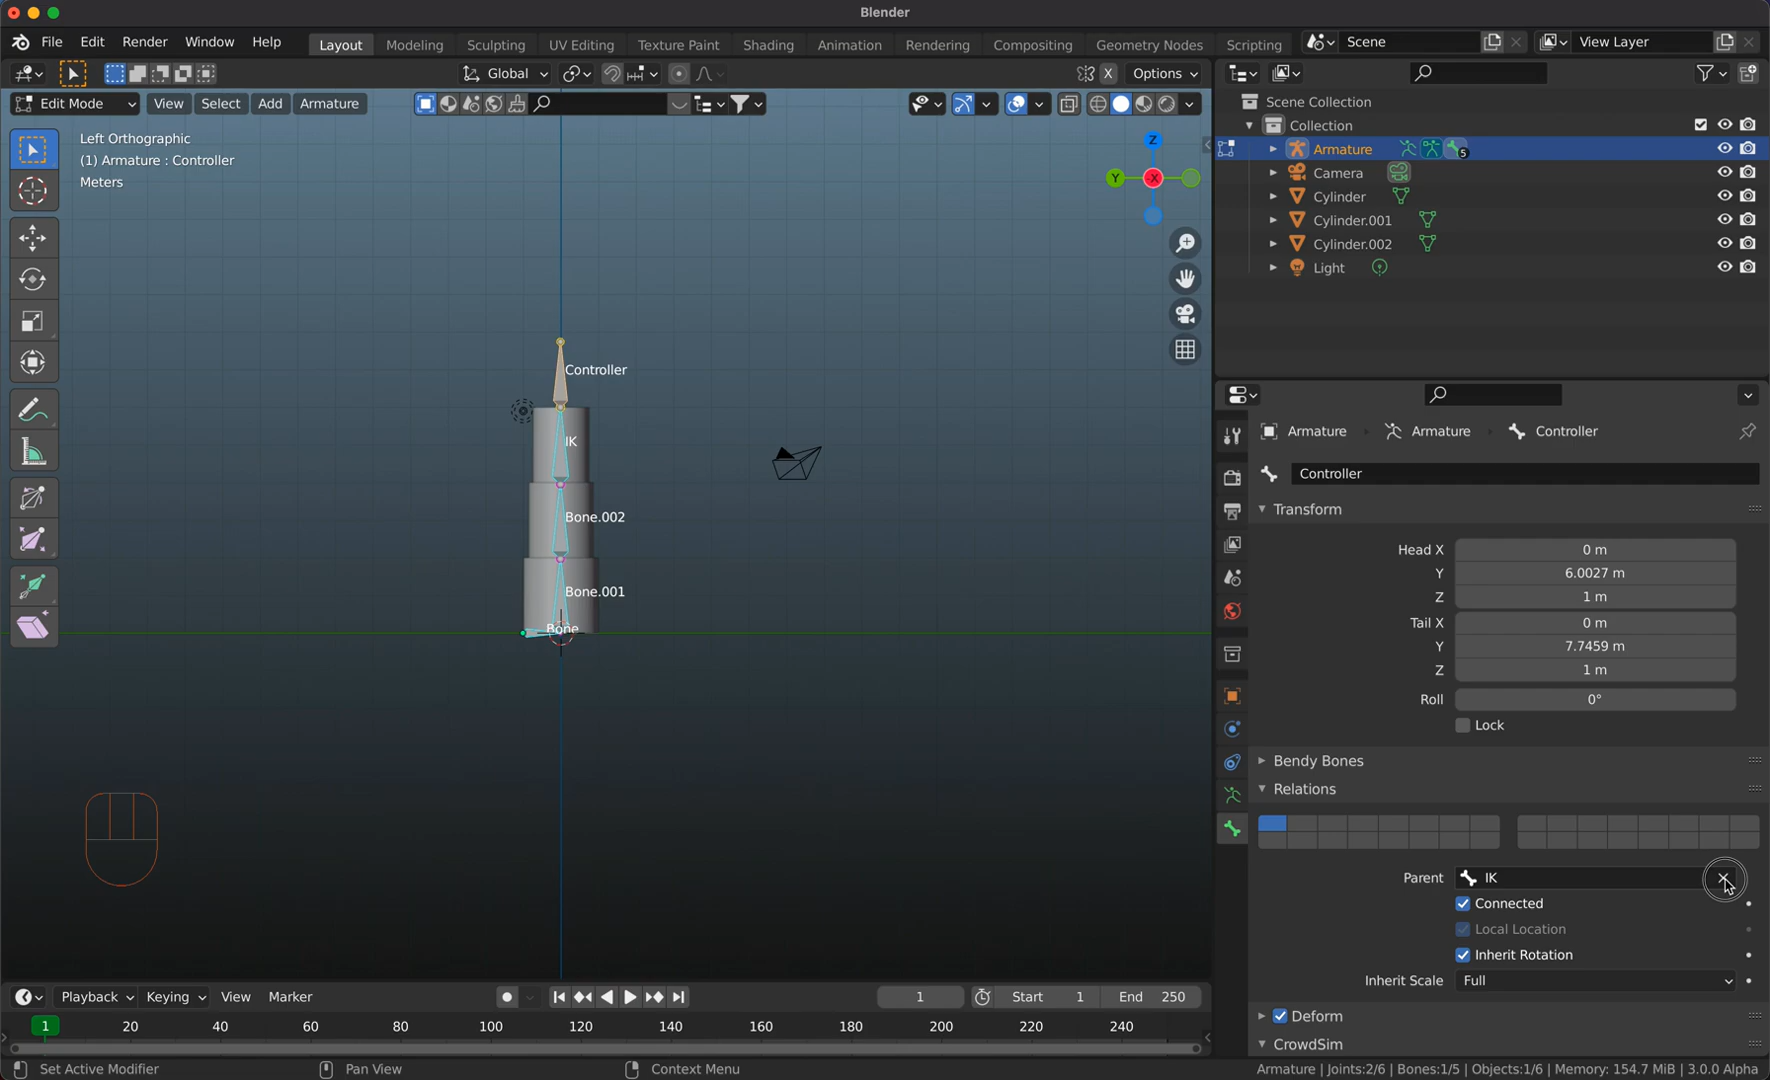 Blender
File Edit Render Window Help
Layout Modeling Sculpting UV Editing Texture Paint Shading Animation Rendering Compositing Geometry Nodes Scripting
Scene
View Layer
Global
X
Options
Edit Mode View Select Add Armature
Left Orthographic
(1) Armature : Controller
Meters
Z
Y
-X
Controller
IK
Bone.002
Bone.001
Bone
Scene Collection
Collection
Armature
5
Camera
Cylinder
Cylinder.001
Cylinder.002
Light
Armature Armature Controller
Controller
Transform
Head X 0 m
Y 6.0027 m
Z 1 m
Tail X 0 m
Y 7.7459 m
Z 1 m
Roll 0°
Lock
Bendy Bones
Relations
Parent IK
Connected
Local Location
Inherit Rotation
Inherit Scale Full
Deform
CrowdSim
Playback Keying View Marker
1
Start 1
End 250
1 20 40 60 80 100 120 140 160 180 200 220 240
Set Active Modifier
Pan View
Context Menu
Armature | Joints:2/6 | Bones:1/5 | Objects:1/6 | Memory: 154.7 MiB | 3.0.0 Alpha